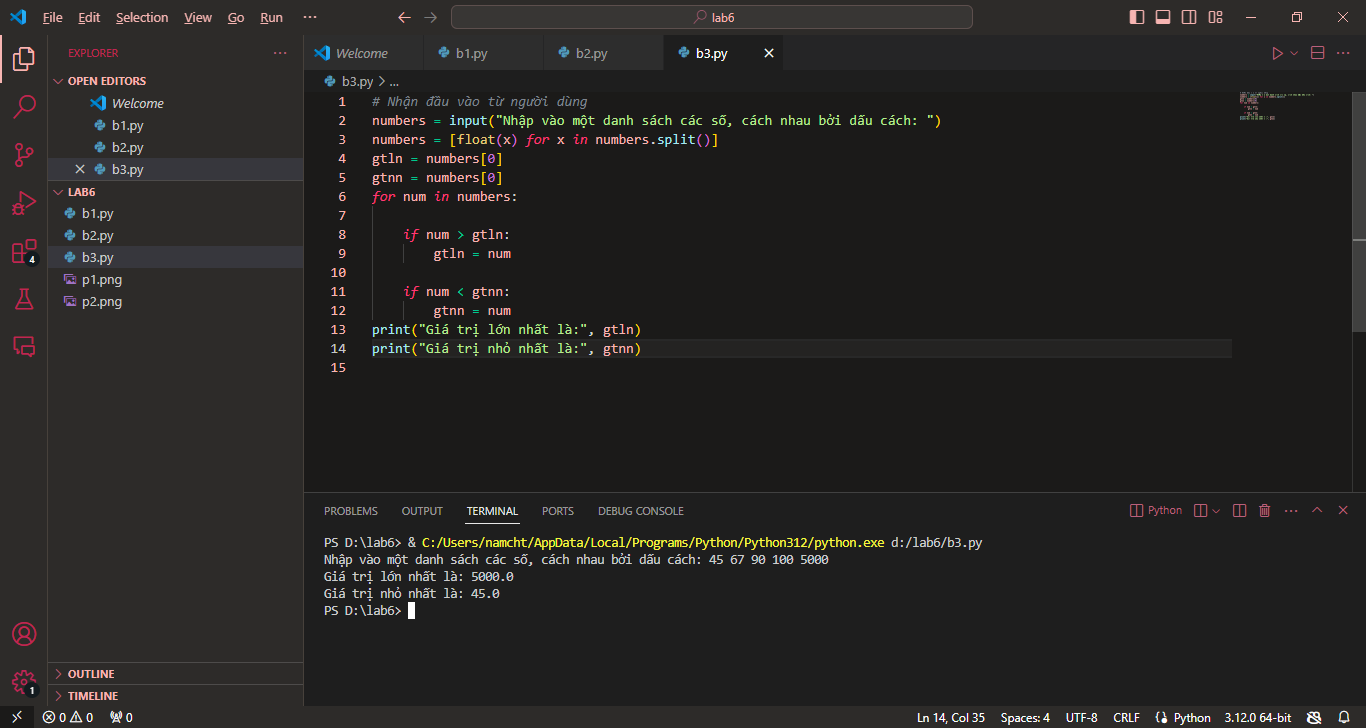 File Edit Selection View Go Run ··· lab6
EXPLORER ···
OPEN EDITORS
Welcome
b1.py
b2.py
b3.py
LAB6
b1.py
b2.py
b3.py
p1.png
p2.png
OUTLINE
TIMELINE
4
1
Welcome b1.py b2.py b3.py
b3.py > ...
1 # Nhận đầu vào từ người dùng
2 numbers = input("Nhập vào một danh sách các số, cách nhau bởi dấu cách: ")
3 numbers = [float(x) for x in numbers.split()]
4 gtln = numbers[0]
5 gtnn = numbers[0]
6 for num in numbers:
7
8     if num > gtln:
9         gtln = num
10
11     if num < gtnn:
12         gtnn = num
13 print("Giá trị lớn nhất là:", gtln)
14 print("Giá trị nhỏ nhất là:", gtnn)
15
PROBLEMS OUTPUT TERMINAL PORTS DEBUG CONSOLE Python
PS D:\lab6> & C:/Users/namcht/AppData/Local/Programs/Python/Python312/python.exe d:/lab6/b3.py
Nhập vào một danh sách các số, cách nhau bởi dấu cách: 45 67 90 100 5000
Giá trị lớn nhất là: 5000.0
Giá trị nhỏ nhất là: 45.0
PS D:\lab6>
0 0 0 Ln 14, Col 35 Spaces: 4 UTF-8 CRLF Python 3.12.0 64-bit